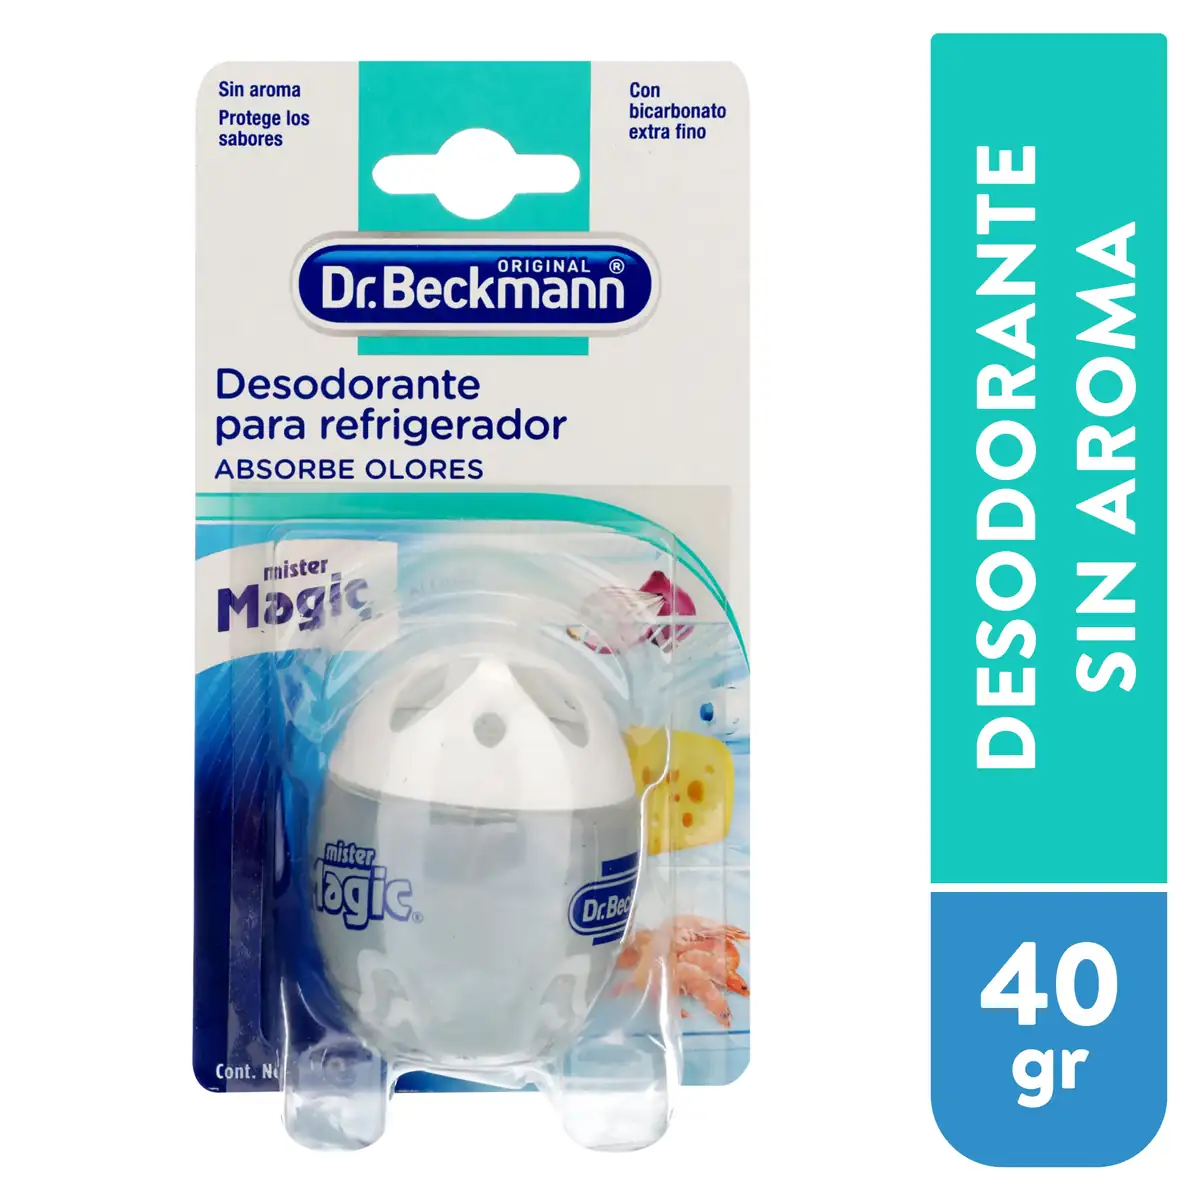 Sin aroma
Protege los
sabores
Con
bicarbonato
extra fino
ORIGINAL ®
Dr.Beckmann
Desodorante
para refrigerador
ABSORBE OLORES
mister
Magic
mister
Magic®
Dr.Bec
Cont.
DESODORANTE
SIN AROMA
40
gr